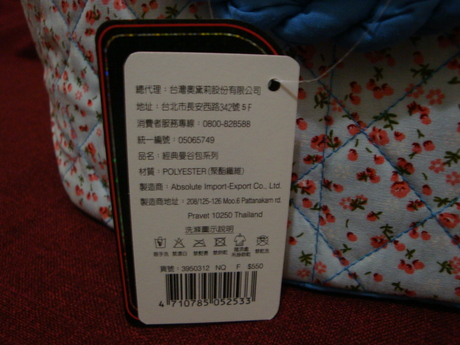 總代理：台灣奧黛莉股份有限公司
地址：台北市長安西路342號5F
消費者服務專線：0800-828588
統一編號：05065749
品名：經典曼谷包系列
材質：POLYESTER（聚酯纖維）
製造商：Absolute Import-Export Co., Ltd.
製造商地址：208/125-126 Moo.6 Pattanakarn rd.
Pravet 10250 Thailand
洗滌圖示說明
貨號：3950312 NO F $550
4 710785 052533